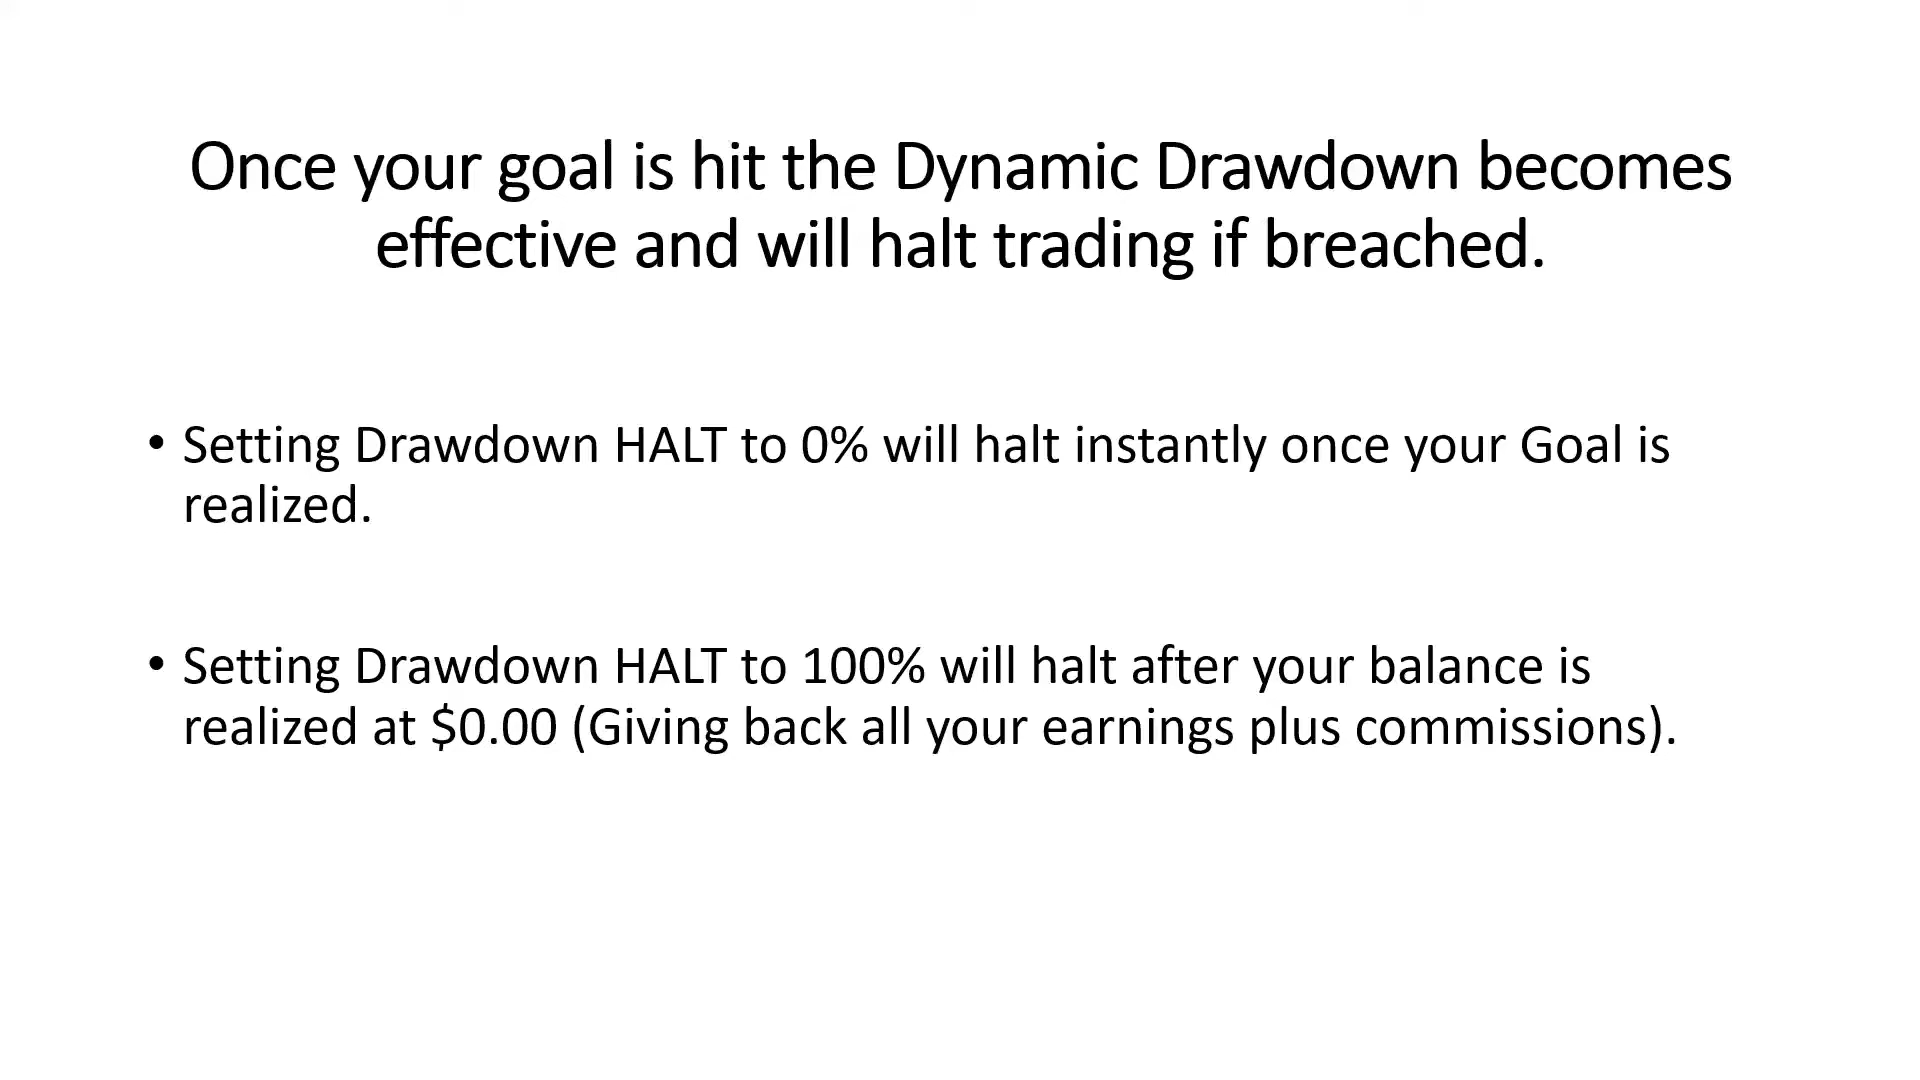 Once your goal is hit the Dynamic Drawdown becomes
effective and will halt trading if breached.
• Setting Drawdown HALT to 0% will halt instantly once your Goal is
realized.
• Setting Drawdown HALT to 100% will halt after your balance is
realized at $0.00 (Giving back all your earnings plus commissions).